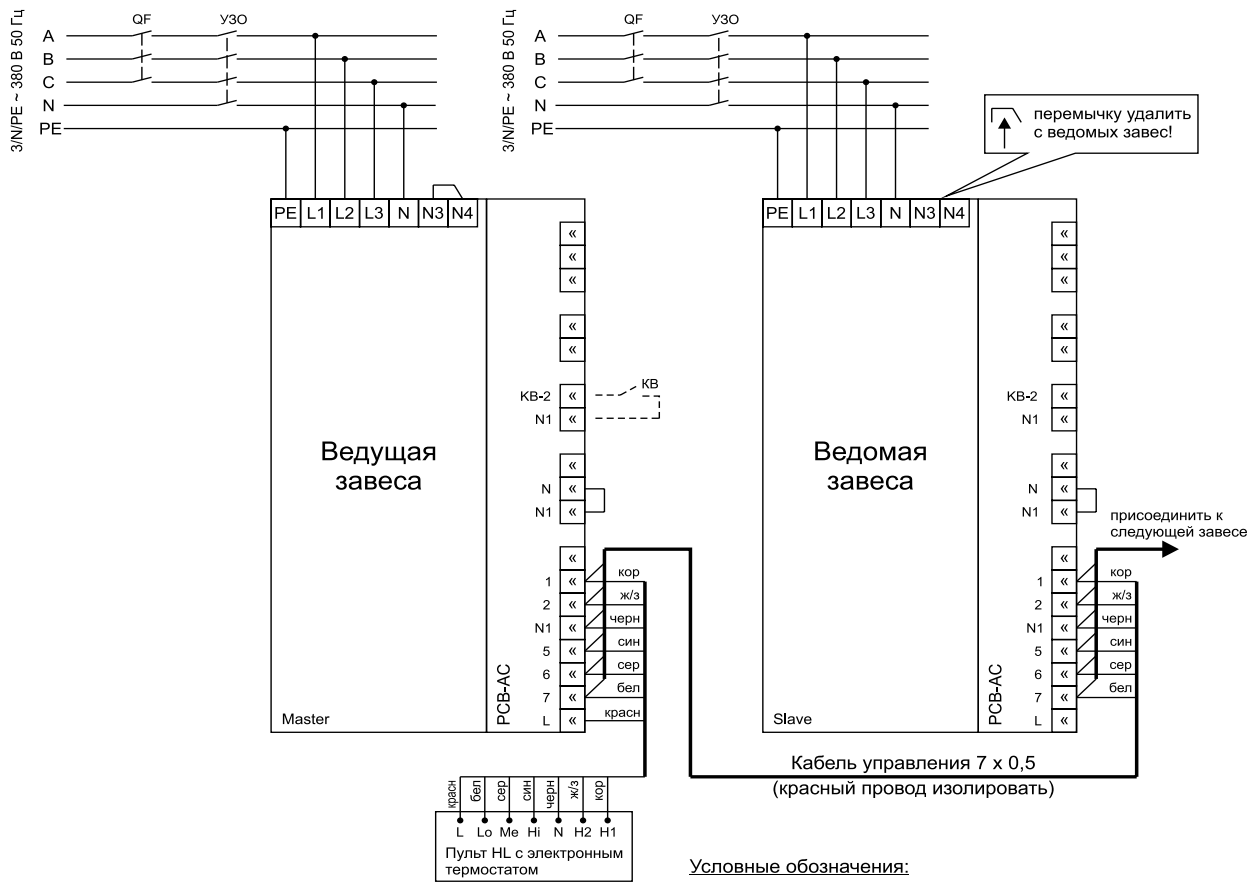 3/N/PE ~ 380 В 50 Гц
QF
УЗО
A
B
C
N
PE
3/N/PE ~ 380 В 50 Гц
QF
УЗО
A
B
C
N
PE
перемычку удалить
с ведомых завес!
PE L1 L2 L3 N N3 N4
«
«
«
«
«
КВ-2 «
N1 «
КВ
Ведущая
завеса
«
N «
N1 «
«
1 « кор
2 « ж/з
N1 « черн
5 « син
6 « сер
7 « бел
L « красн
PCB-AC
Master
PE L1 L2 L3 N N3 N4
«
«
«
«
«
КВ-2 «
N1 «
Ведомая
завеса
«
N «
N1 «
присоединить к
следующей завесе
«
1 « кор
2 « ж/з
N1 « черн
5 « син
6 « сер
7 « бел
L «
PCB-AC
Slave
Кабель управления 7 x 0,5
(красный провод изолировать)
красн бел сер син черн ж/з кор
L Lo Me Hi N H2 H1
Пульт HL с электронным
термостатом
Условные обозначения: